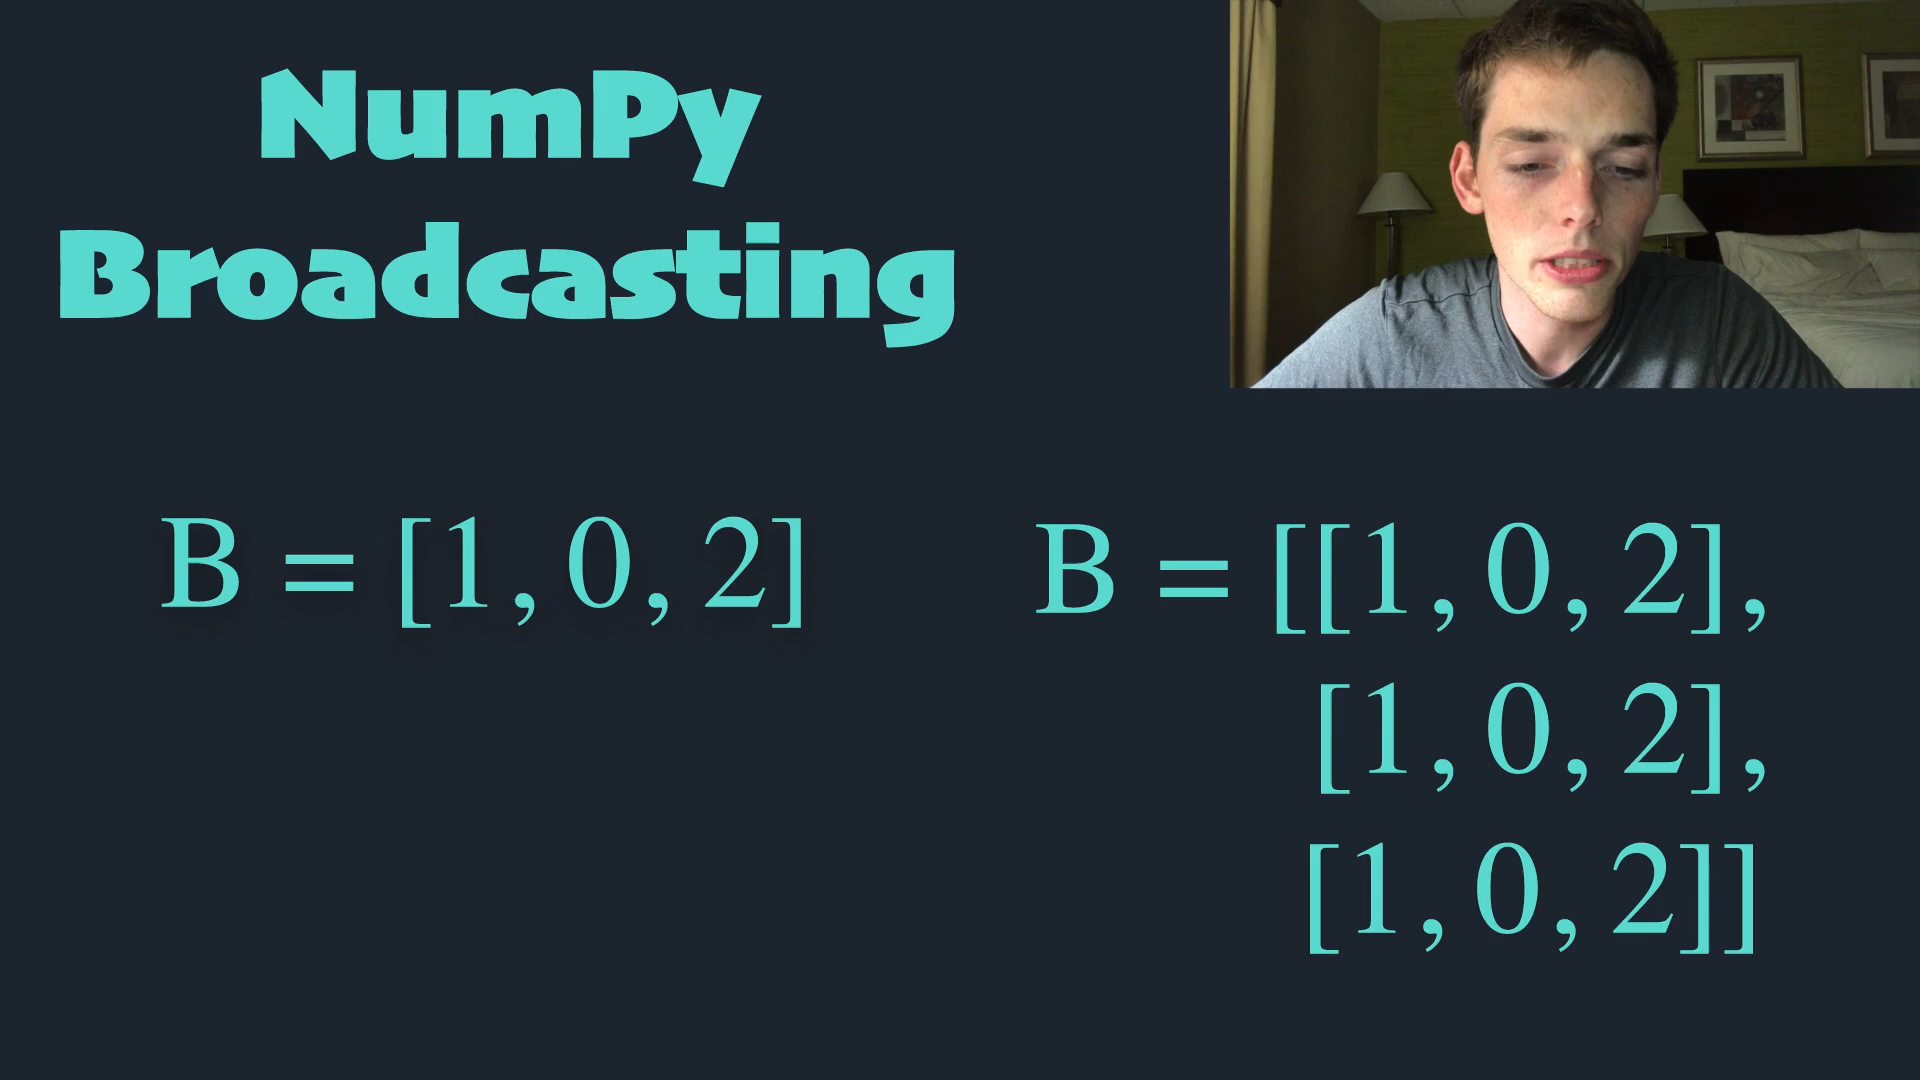 NumPy
Broadcasting
B = [1, 0, 2]
B = [[1, 0, 2],
[1, 0, 2],
[1, 0, 2]]